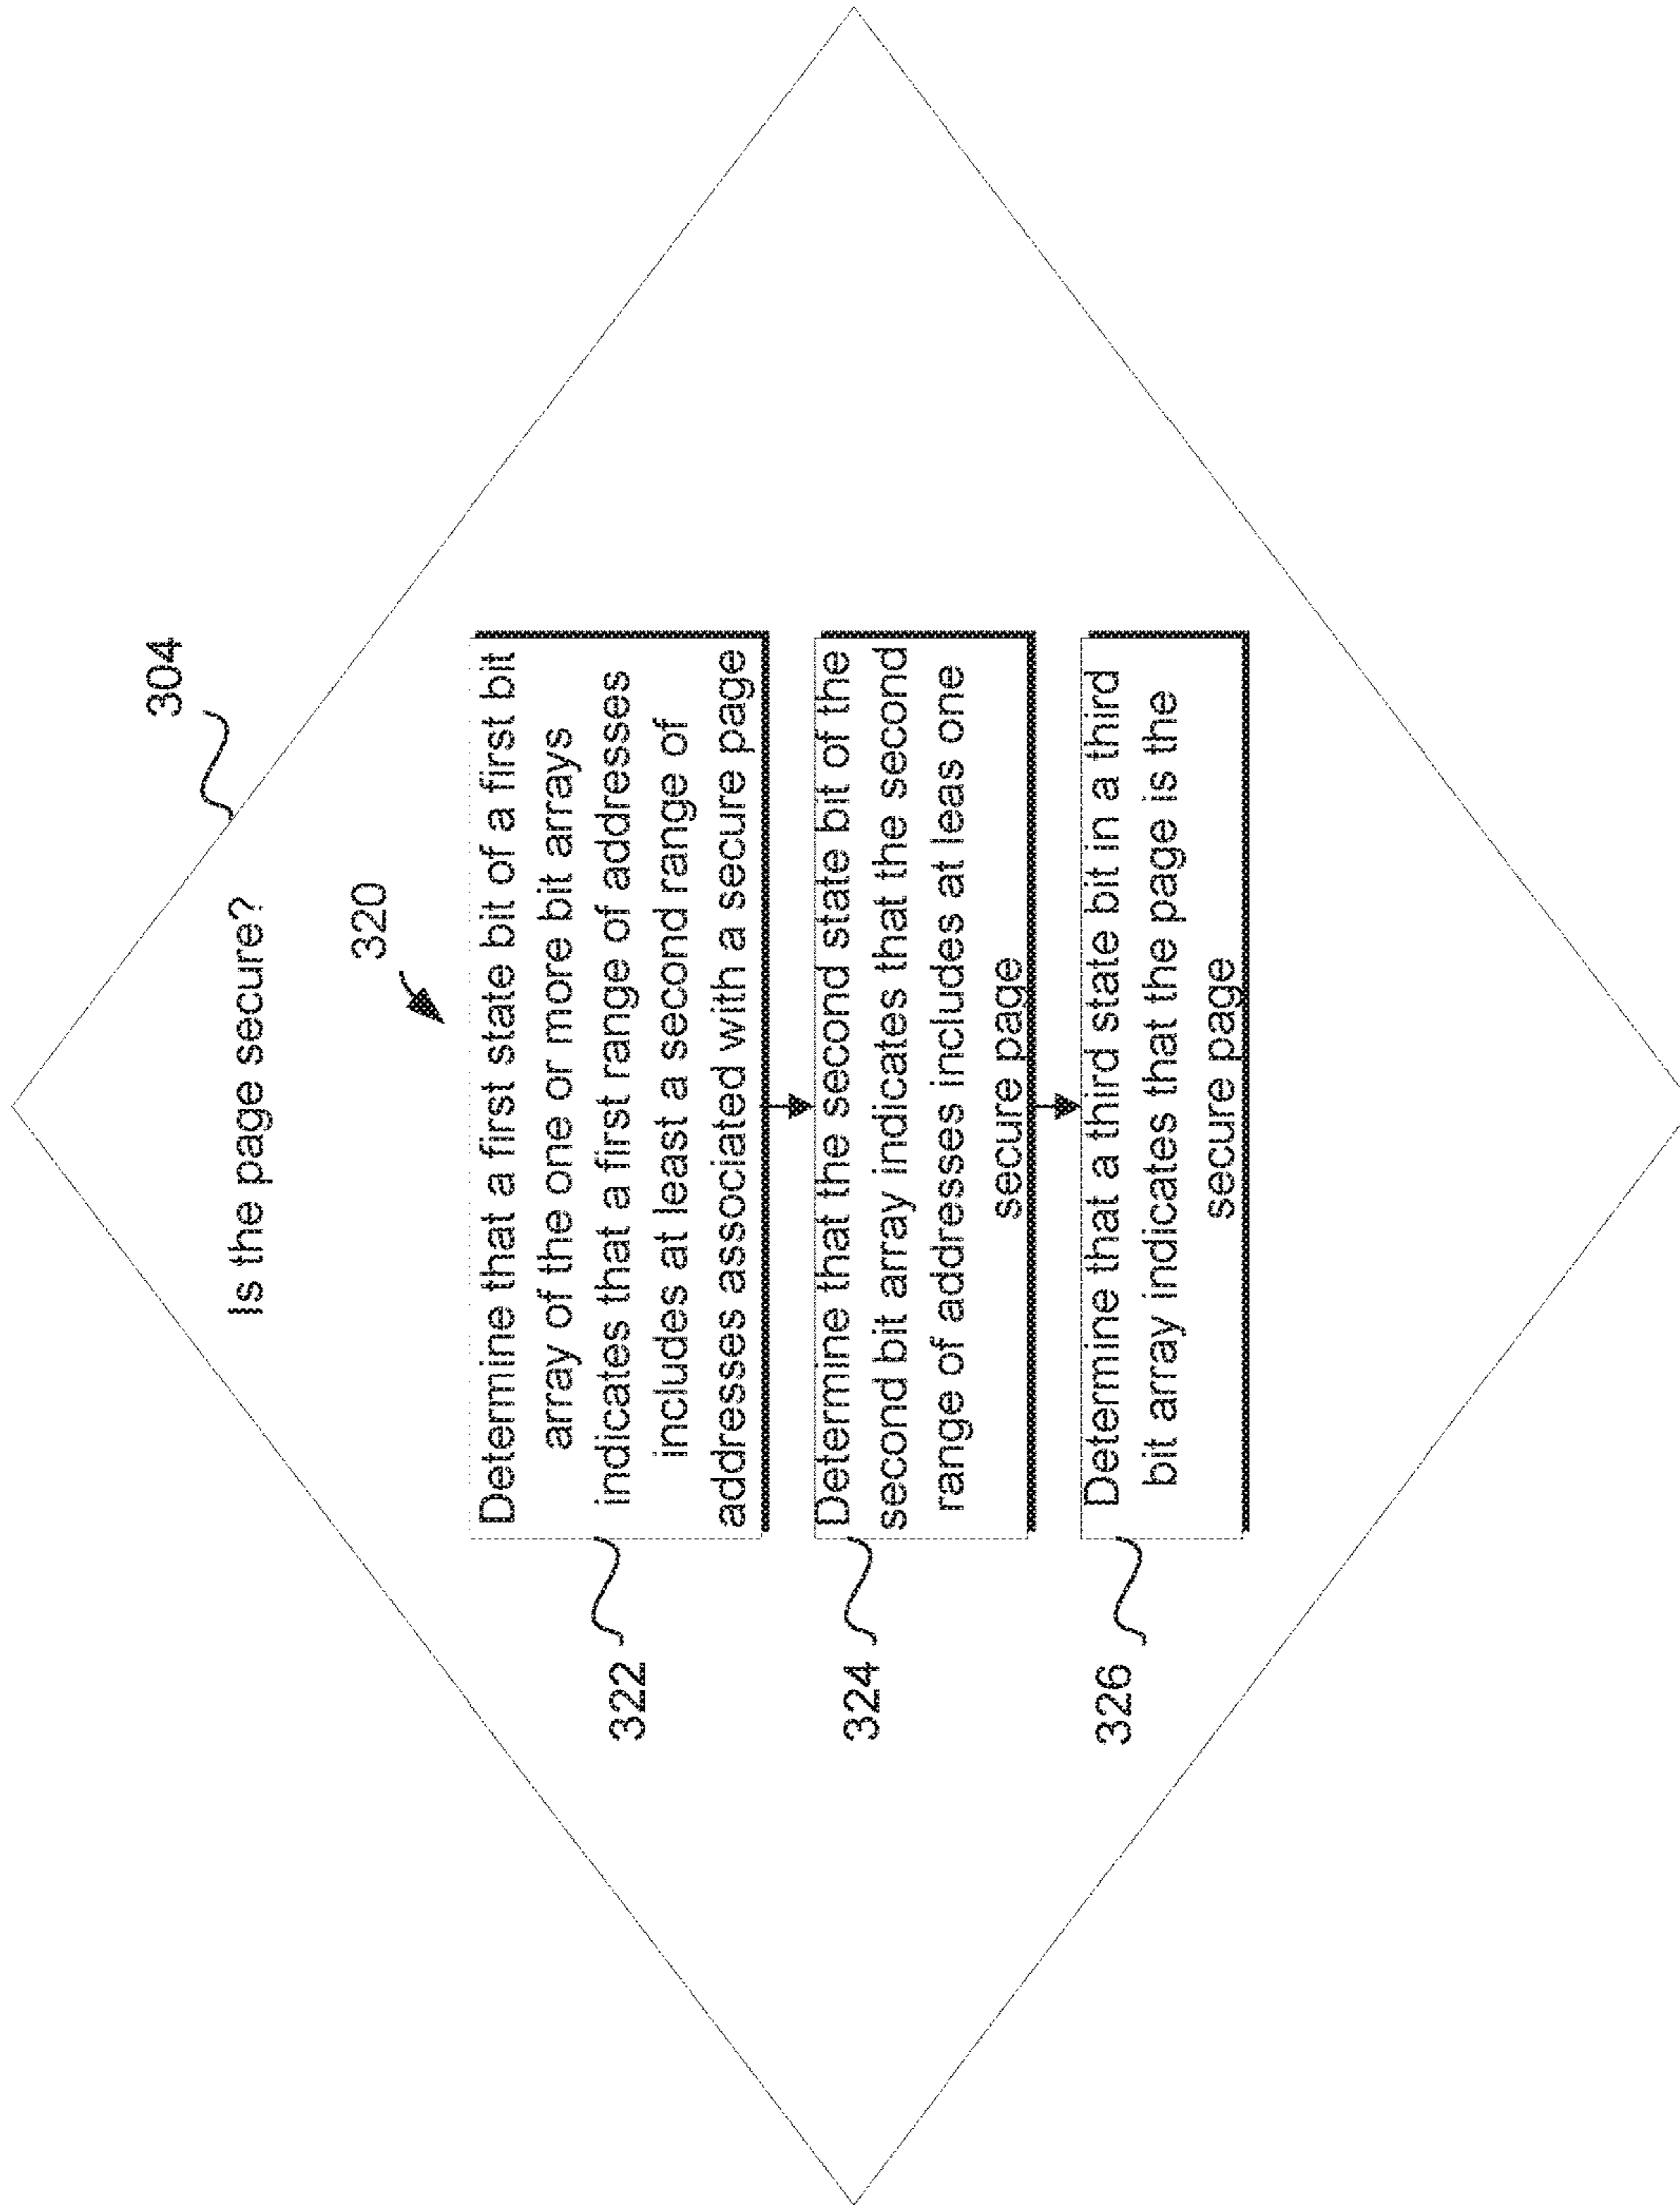 304
Is the page secure?
320
Determine that a first state bit of a first bit
array of the one or more bit arrays
indicates that a first range of addresses
includes at least a second range of
addresses associated with a secure page
322
Determine that the second state bit of the
second bit array indicates that the second
range of addresses includes at leas one
secure page
324
Determine that a third state bit in a third
bit array indicates that the page is the
secure page
326